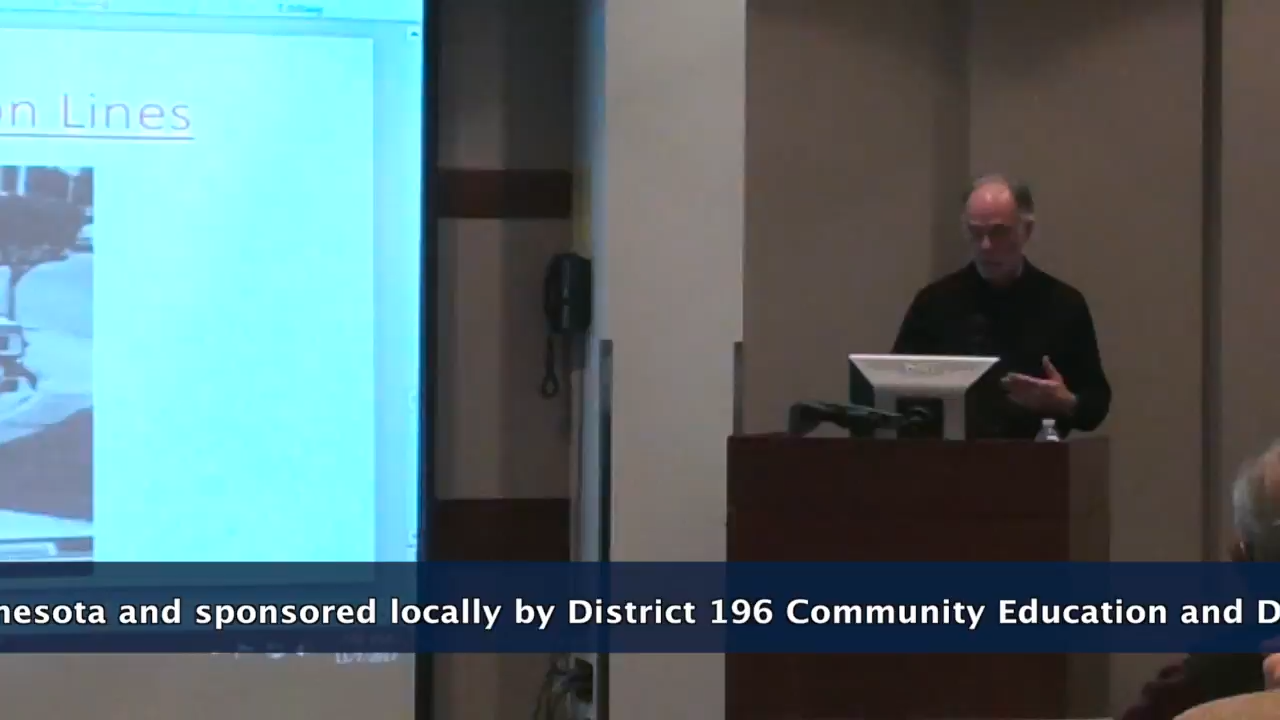 on Lines
nesota and sponsored locally by District 196 Community Education and D